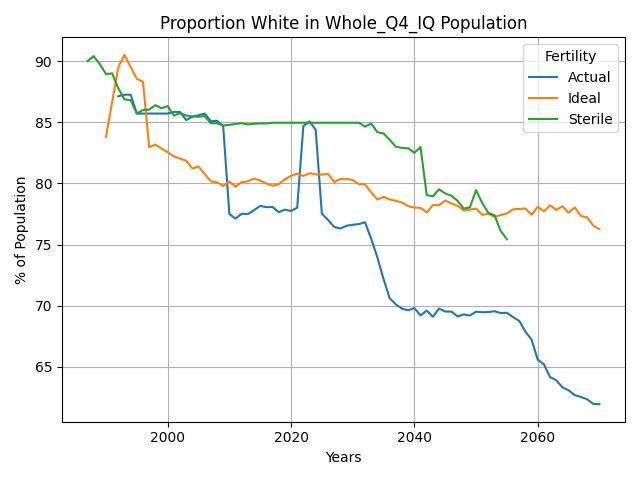 Proportion White in Whole_Q4_IQ Population
Fertility
Actual
Ideal
Sterile
% of Population
90
85
80
75
70
65
2000
2020
2040
2060
Years